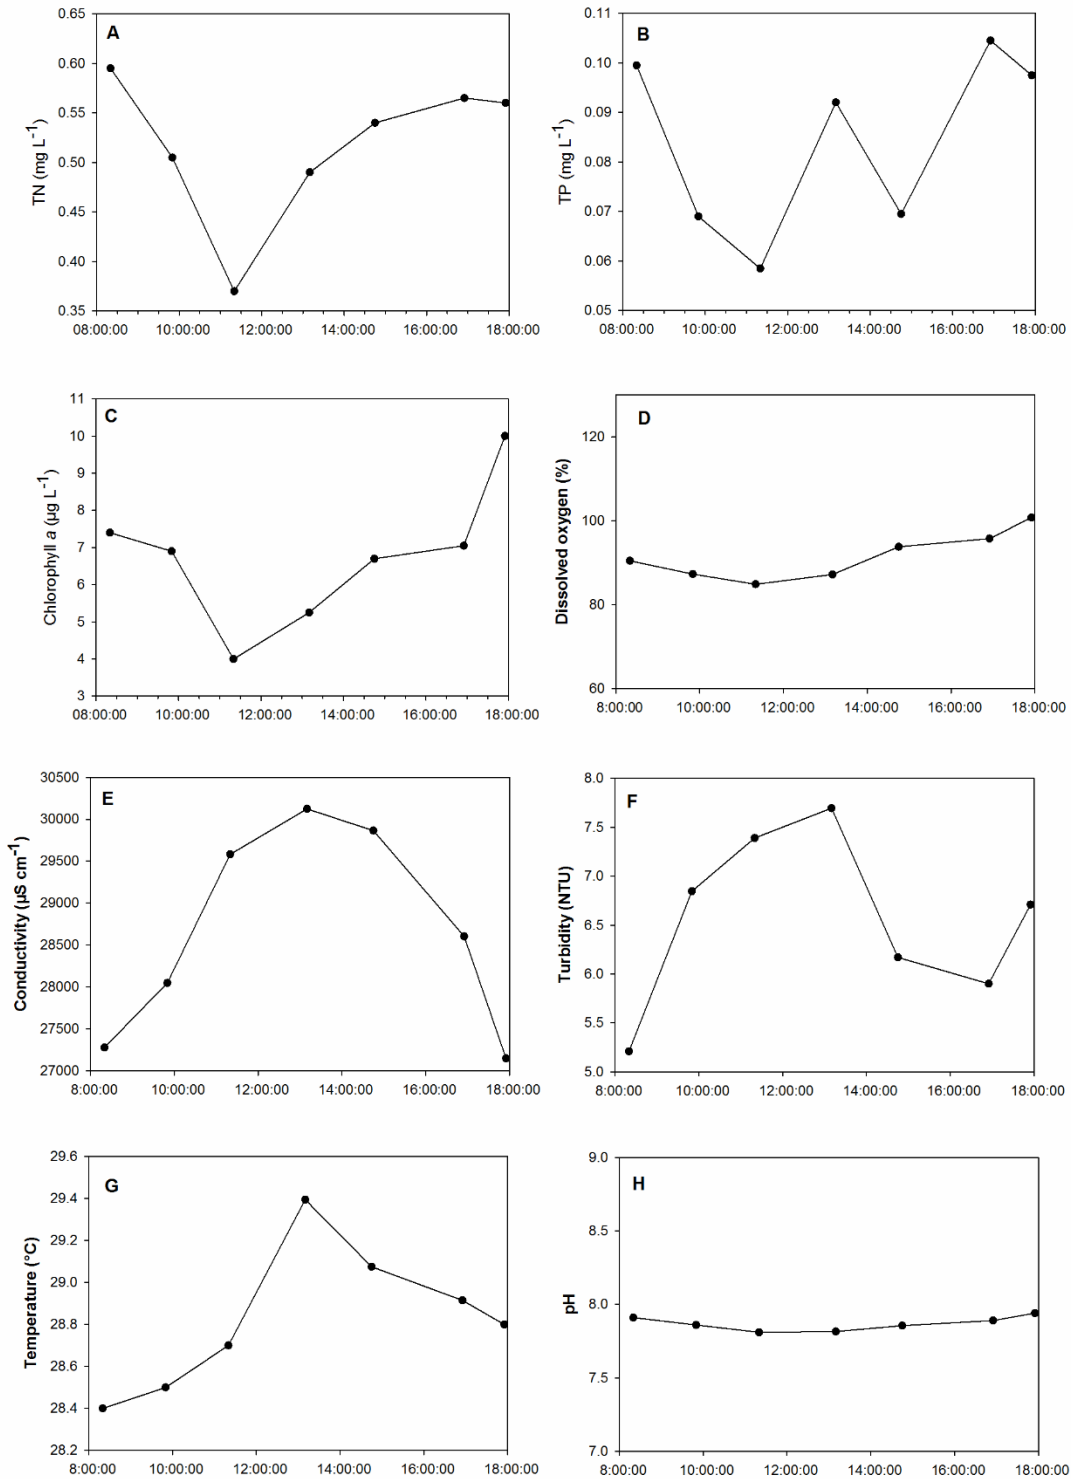 A
TN (mg L-1)
0.65
0.60
0.55
0.50
0.45
0.40
0.35
08:00:00 10:00:00 12:00:00 14:00:00 16:00:00 18:00:00
B
TP (mg L-1)
0.11
0.10
0.09
0.08
0.07
0.06
0.05
08:00:00 10:00:00 12:00:00 14:00:00 16:00:00 18:00:00
C
Chlorophyll a (µg L-1)
11
10
9
8
7
6
5
4
3
08:00:00 10:00:00 12:00:00 14:00:00 16:00:00 18:00:00
D
Dissolved oxygen (%)
120
100
80
60
8:00:00 10:00:00 12:00:00 14:00:00 16:00:00 18:00:00
E
Conductivity (µS cm-1)
30500
30000
29500
29000
28500
28000
27500
27000
8:00:00 10:00:00 12:00:00 14:00:00 16:00:00 18:00:00
F
Turbidity (NTU)
8.0
7.5
7.0
6.5
6.0
5.5
5.0
8:00:00 10:00:00 12:00:00 14:00:00 16:00:00 18:00:00
G
Temperature (°C)
29.6
29.4
29.2
29.0
28.8
28.6
28.4
28.2
8:00:00 10:00:00 12:00:00 14:00:00 16:00:00 18:00:00
H
pH
9.0
8.5
8.0
7.5
7.0
8:00:00 10:00:00 12:00:00 14:00:00 16:00:00 18:00:00